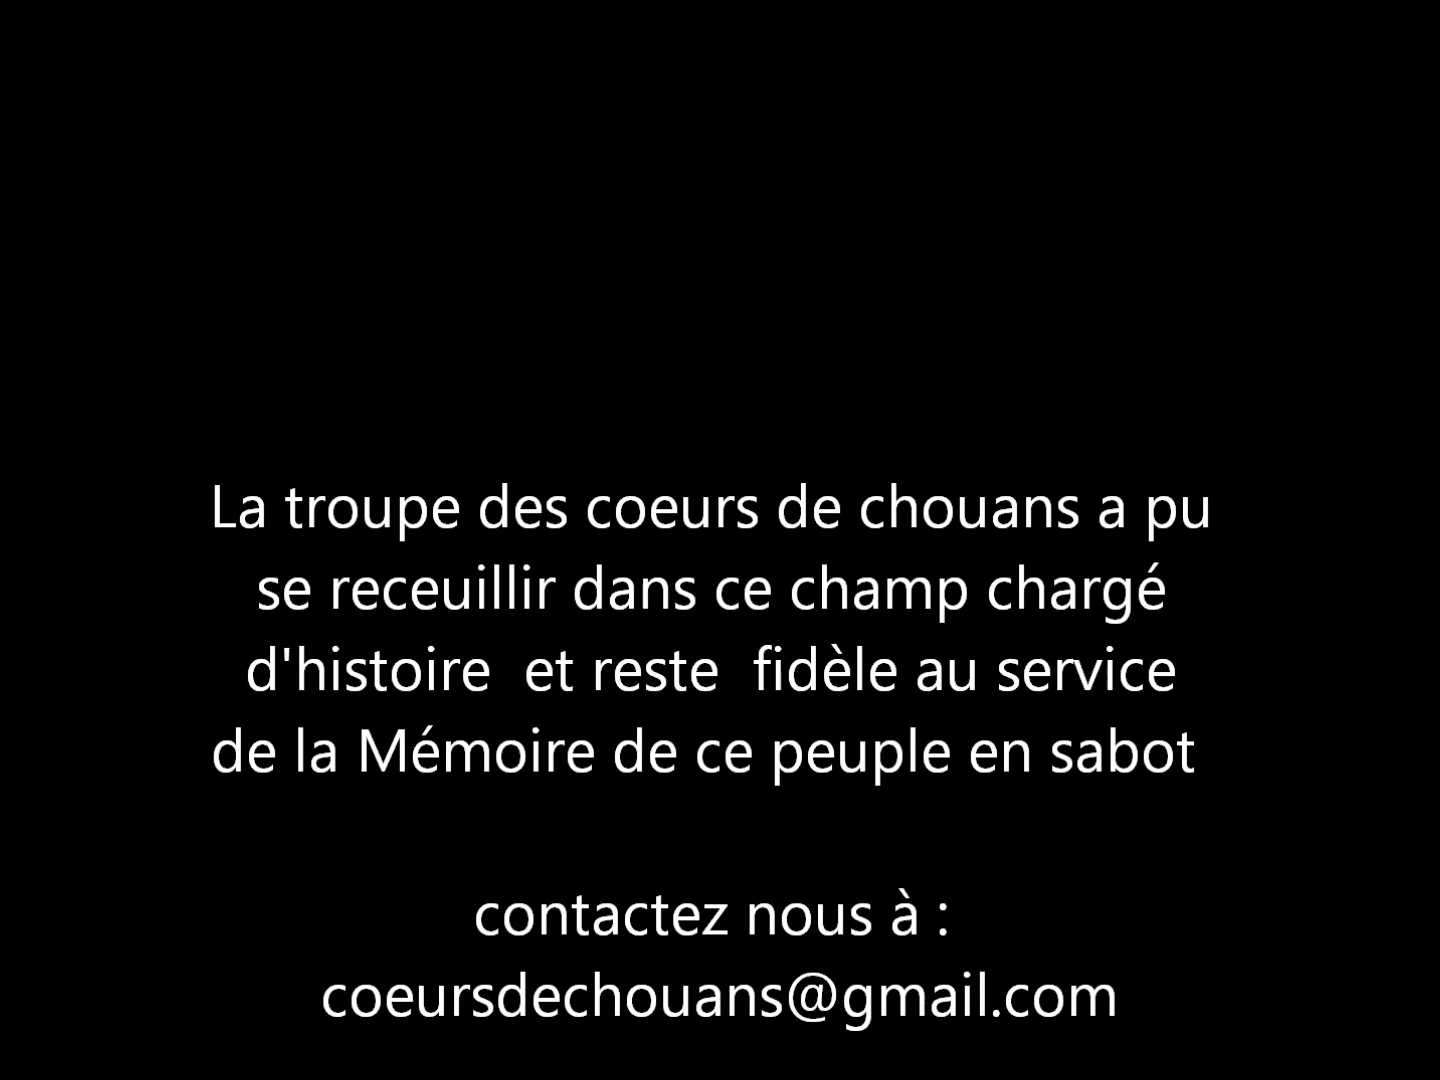 La troupe des coeurs de chouans a pu
se receuillir dans ce champ chargé
d'histoire  et reste  fidèle au service
de la Mémoire de ce peuple en sabot
contactez nous à :
coeursdechouans@gmail.com